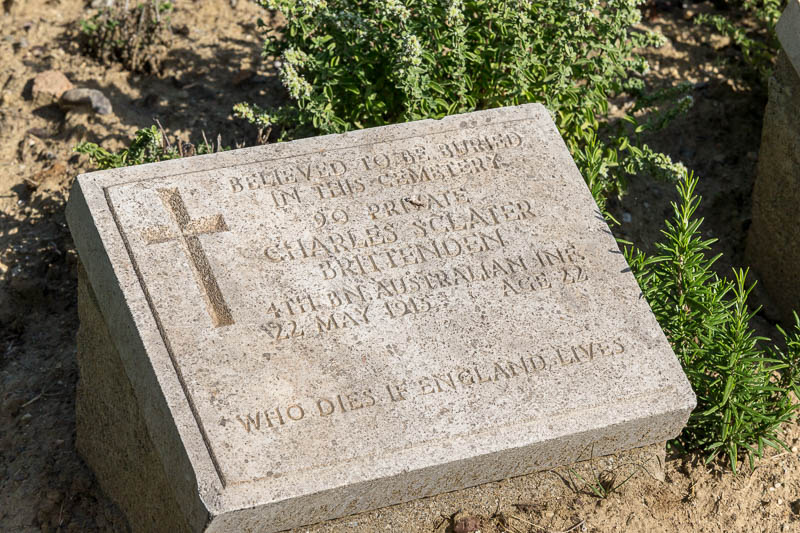 BELIEVED TO BE BURIED
IN THIS CEMETERY
90 PRIVATE
CHARLES SCLATER
BRITTENDEN
4TH BN. AUSTRALIAN INF.
22 MAY 1915 AGE 22
WHO DIES IF ENGLAND LIVES